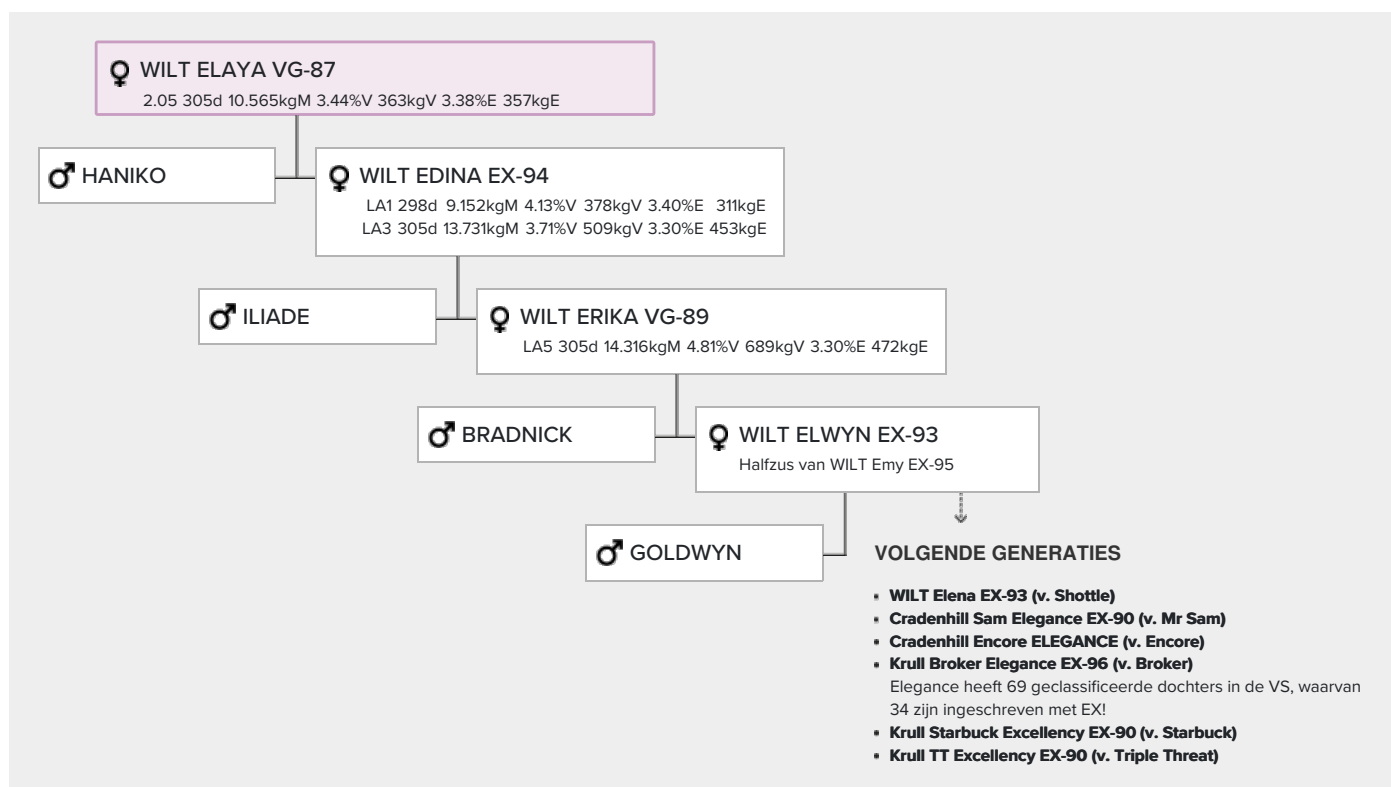 WILT ELAYA VG-87
2.05 305d 10.565kgM 3.44%V 363kgV 3.38%E 357kgE
HANIKO
WILT EDINA EX-94
LA1 298d 9.152kgM 4.13%V 378kgV 3.40%E 311kgE
LA3 305d 13.731kgM 3.71%V 509kgV 3.30%E 453kgE
ILIADE
WILT ERIKA VG-89
LA5 305d 14.316kgM 4.81%V 689kgV 3.30%E 472kgE
BRADNICK
WILT ELWYN EX-93
Halfzus van WILT Emy EX-95
GOLDWYN
VOLGENDE GENERATIES
WILT Elena EX-93 (v. Shottle)
Cradenhill Sam Elegance EX-90 (v. Mr Sam)
Cradenhill Encore ELEGANCE (v. Encore)
Krull Broker Elegance EX-96 (v. Broker)
Elegance heeft 69 geclassificeerde dochters in de VS, waarvan
34 zijn ingeschreven met EX!
Krull Starbuck Excellency EX-90 (v. Starbuck)
Krull TT Excellency EX-90 (v. Triple Threat)